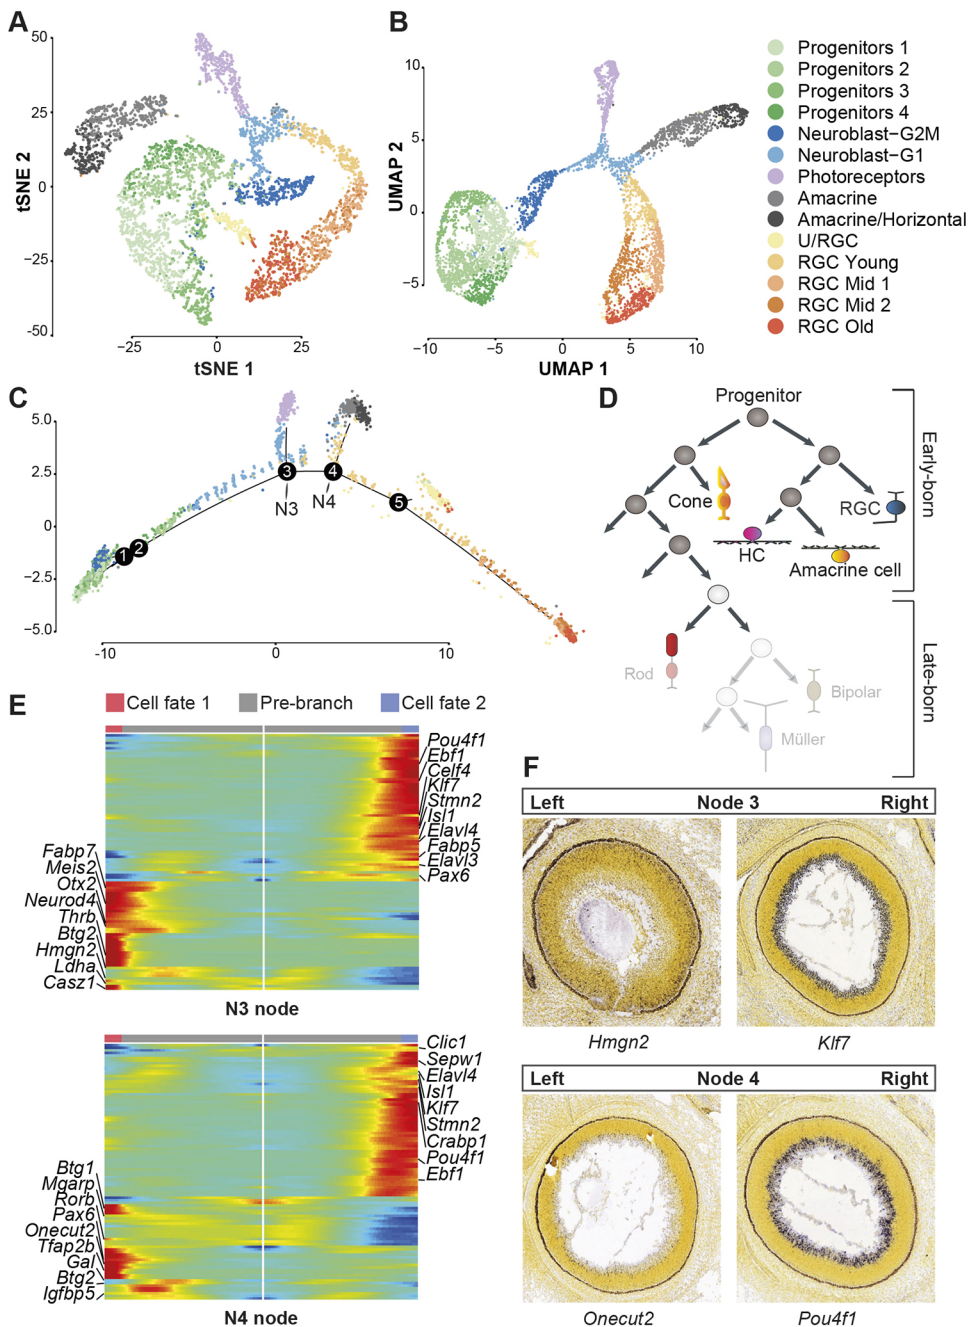 A
50
25
0
−25
-50
tSNE 2
−25
0
25
tSNE 1
B
10
5
0
−5
UMAP 2
−10
−5
0
5
10
UMAP 1
Progenitors 1
Progenitors 2
Progenitors 3
Progenitors 4
Neuroblast−G2M
Neuroblast−G1
Photoreceptors
Amacrine
Amacrine/Horizontal
U/RGC
RGC Young
RGC Mid 1
RGC Mid 2
RGC Old
C
5.0
2.5
0
−2.5
−5.0
-10
0
10
1
2
3
4
5
N3
N4
D
Progenitor
Cone
RGC
HC
Amacrine cell
Rod
Bipolar
Müller
Early-born
Late-born
E
Cell fate 1
Pre-branch
Cell fate 2
Pou4f1
Ebf1
Celf4
Klf7
Stmn2
Isl1
Elavl4
Fabp5
Elavl3
Pax6
Fabp7
Meis2
Otx2
Neurod4
Thrb
Btg2
Hmgn2
Ldha
Casz1
N3 node
Clic1
Sepw1
Elavl4
Isl1
Klf7
Stmn2
Crabp1
Pou4f1
Ebf1
Btg1
Mgarp
Rorb
Pax6
Onecut2
Tfap2b
Gal
Btg2
Igfbp5
N4 node
F
Left Node 3 Right
Hmgn2 Klf7
Left Node 4 Right
Onecut2 Pou4f1